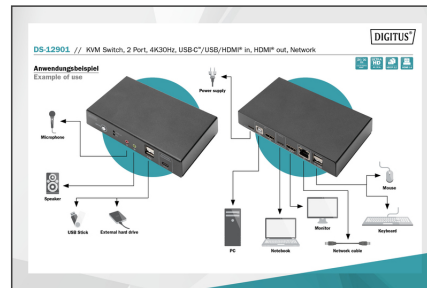 DIGITUS®
DS-12901 // KVM Switch, 2 Port, 4K30Hz, USB-C™/USB/HDMI® in, HDMI® out, Network
Anwendungsbeispiel
Example of use
Power supply
Microphone
Speaker
USB Stick
External hard drive
PC
Notebook
Monitor
Network cable
Mouse
Keyboard